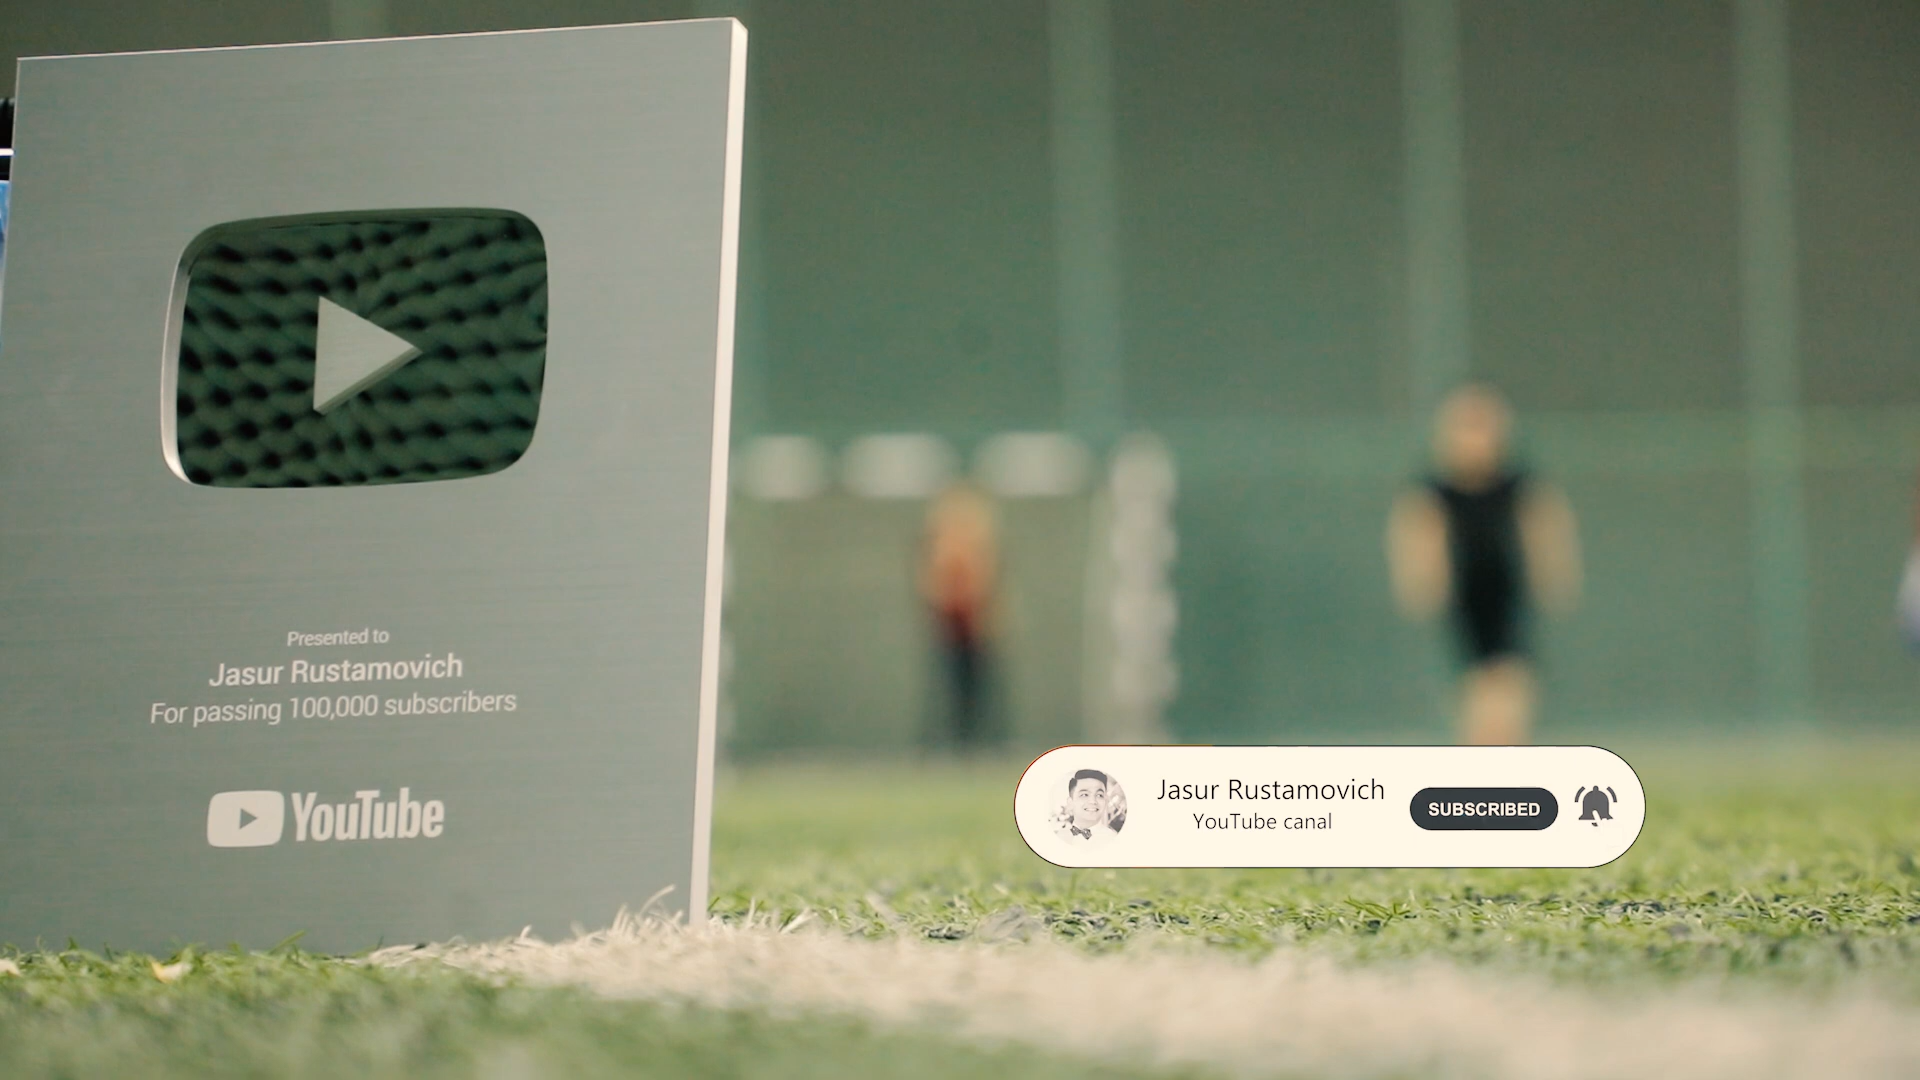 Presented to
Jasur Rustamovich
For passing 100,000 subscribers
YouTube
Jasur Rustamovich
YouTube canal
SUBSCRIBED